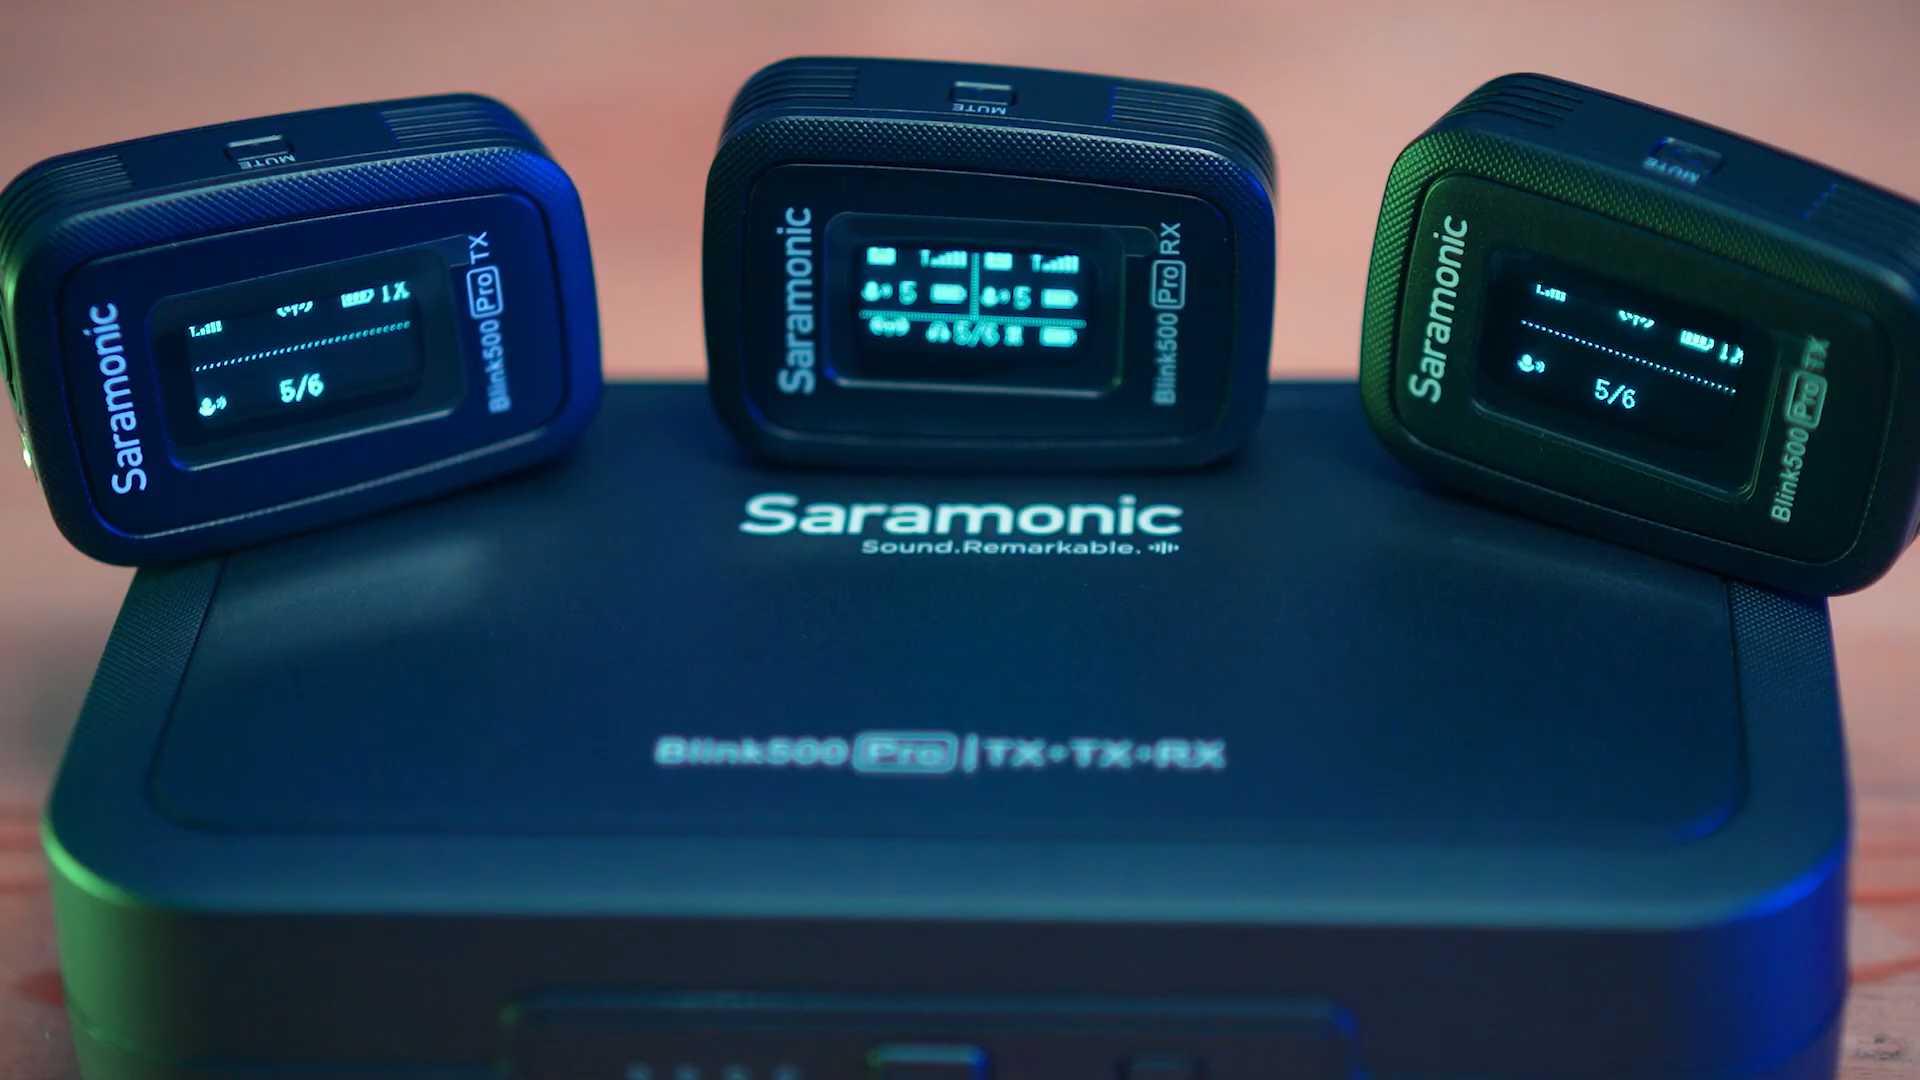 MUTE
Saramonic
1X
5/6
Blink500 Pro TX
MUTE
Saramonic
5
5
5/6
Blink500 Pro RX
MUTE
Saramonic
1X
5/6
Blink500 Pro TX
Saramonic
Sound.Remarkable.
Blink500 Pro | TX+TX+RX